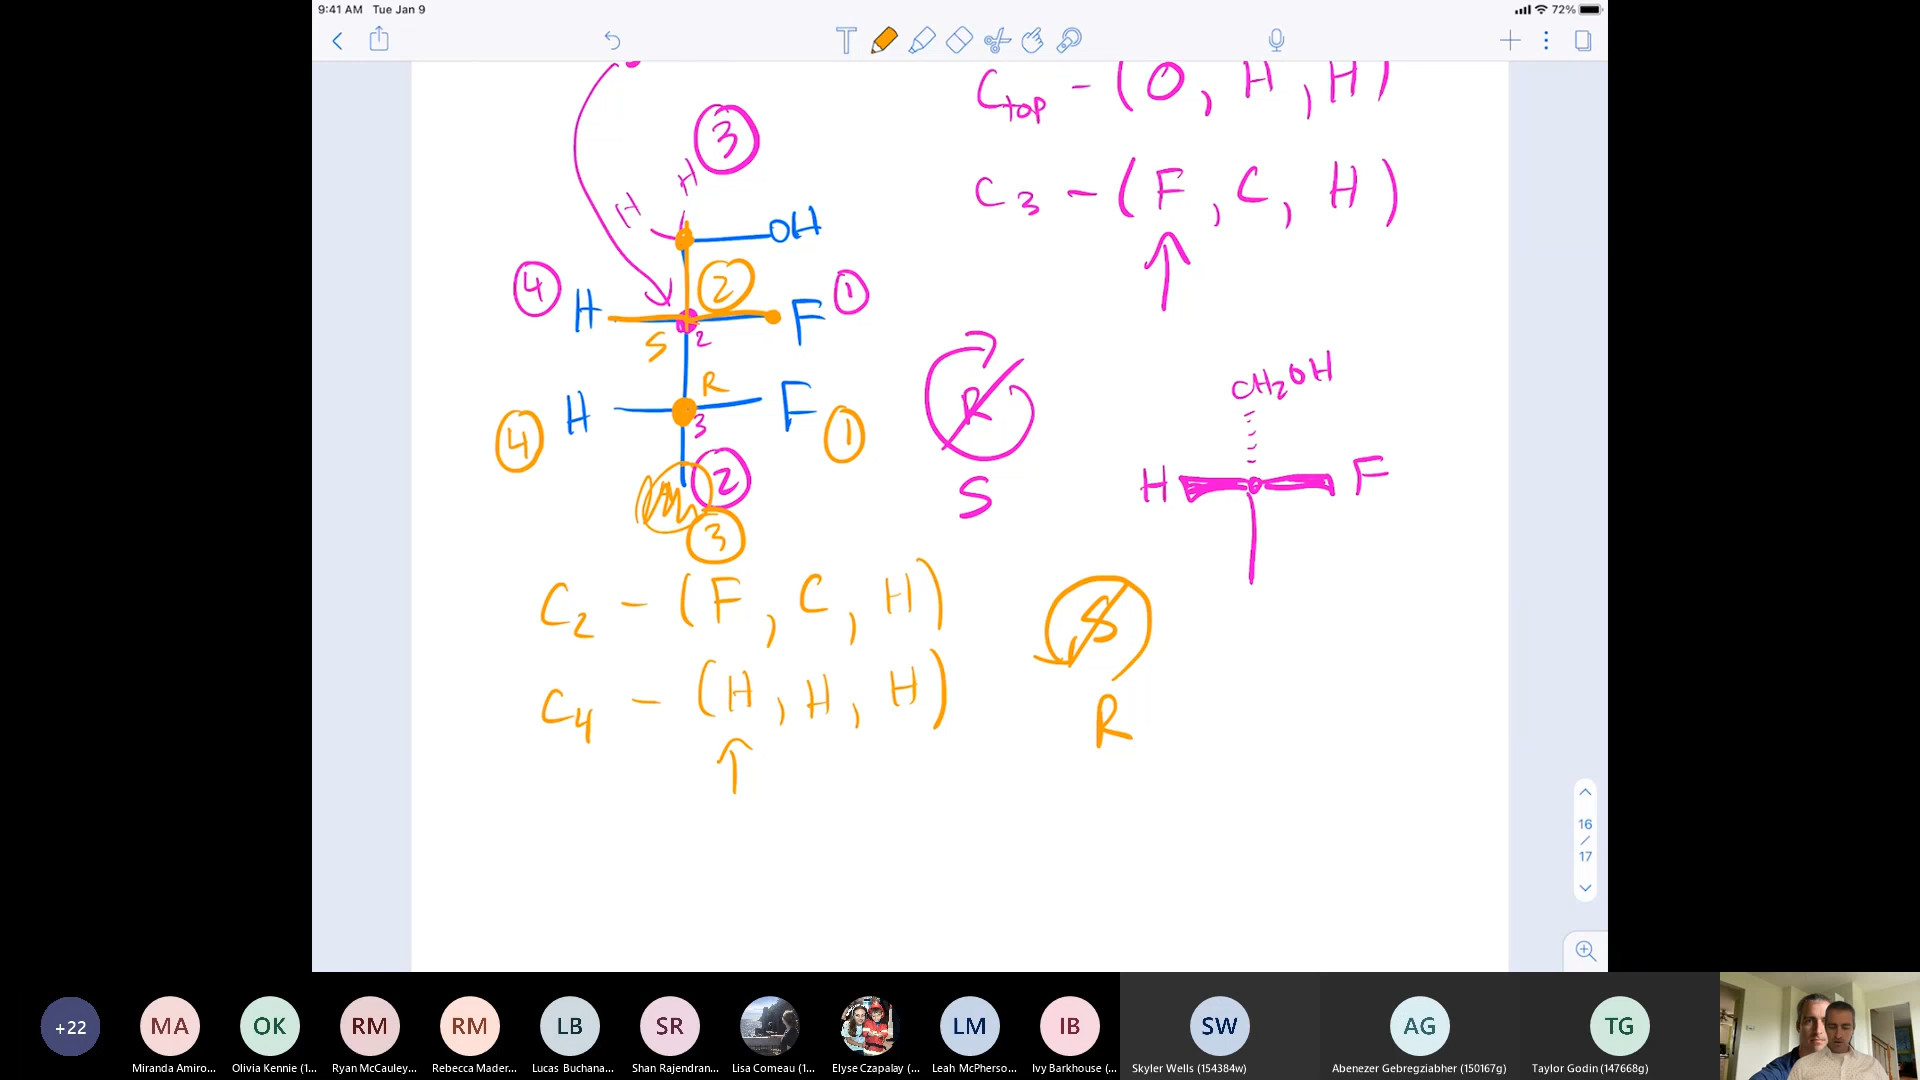 9:41 AM Tue Jan 9
72%
T
C top - (O, H, H)
C3 - (F, C, H)
3
H
H
OH
4
2
1
H
F
S
2
R
H
F
3
4
1
2
3
R
S
CH2OH
H
F
C2 - (F, C, H)
C4 - (H, H, H)
S
R
16
/
17
+22
MA
OK
RM
RM
LB
SR
LM
IB
SW
AG
TG
Miranda Amiro...
Olivia Kennie (1...
Ryan McCauley...
Rebecca Mader...
Lucas Buchana...
Shan Rajendran...
Lisa Comeau (1...
Elyse Czapalay (...
Leah McPherso...
Ivy Barkhouse (...
Skyler Wells (154384w)
Abenezer Gebregziabher (150167g)
Taylor Godin (147668g)